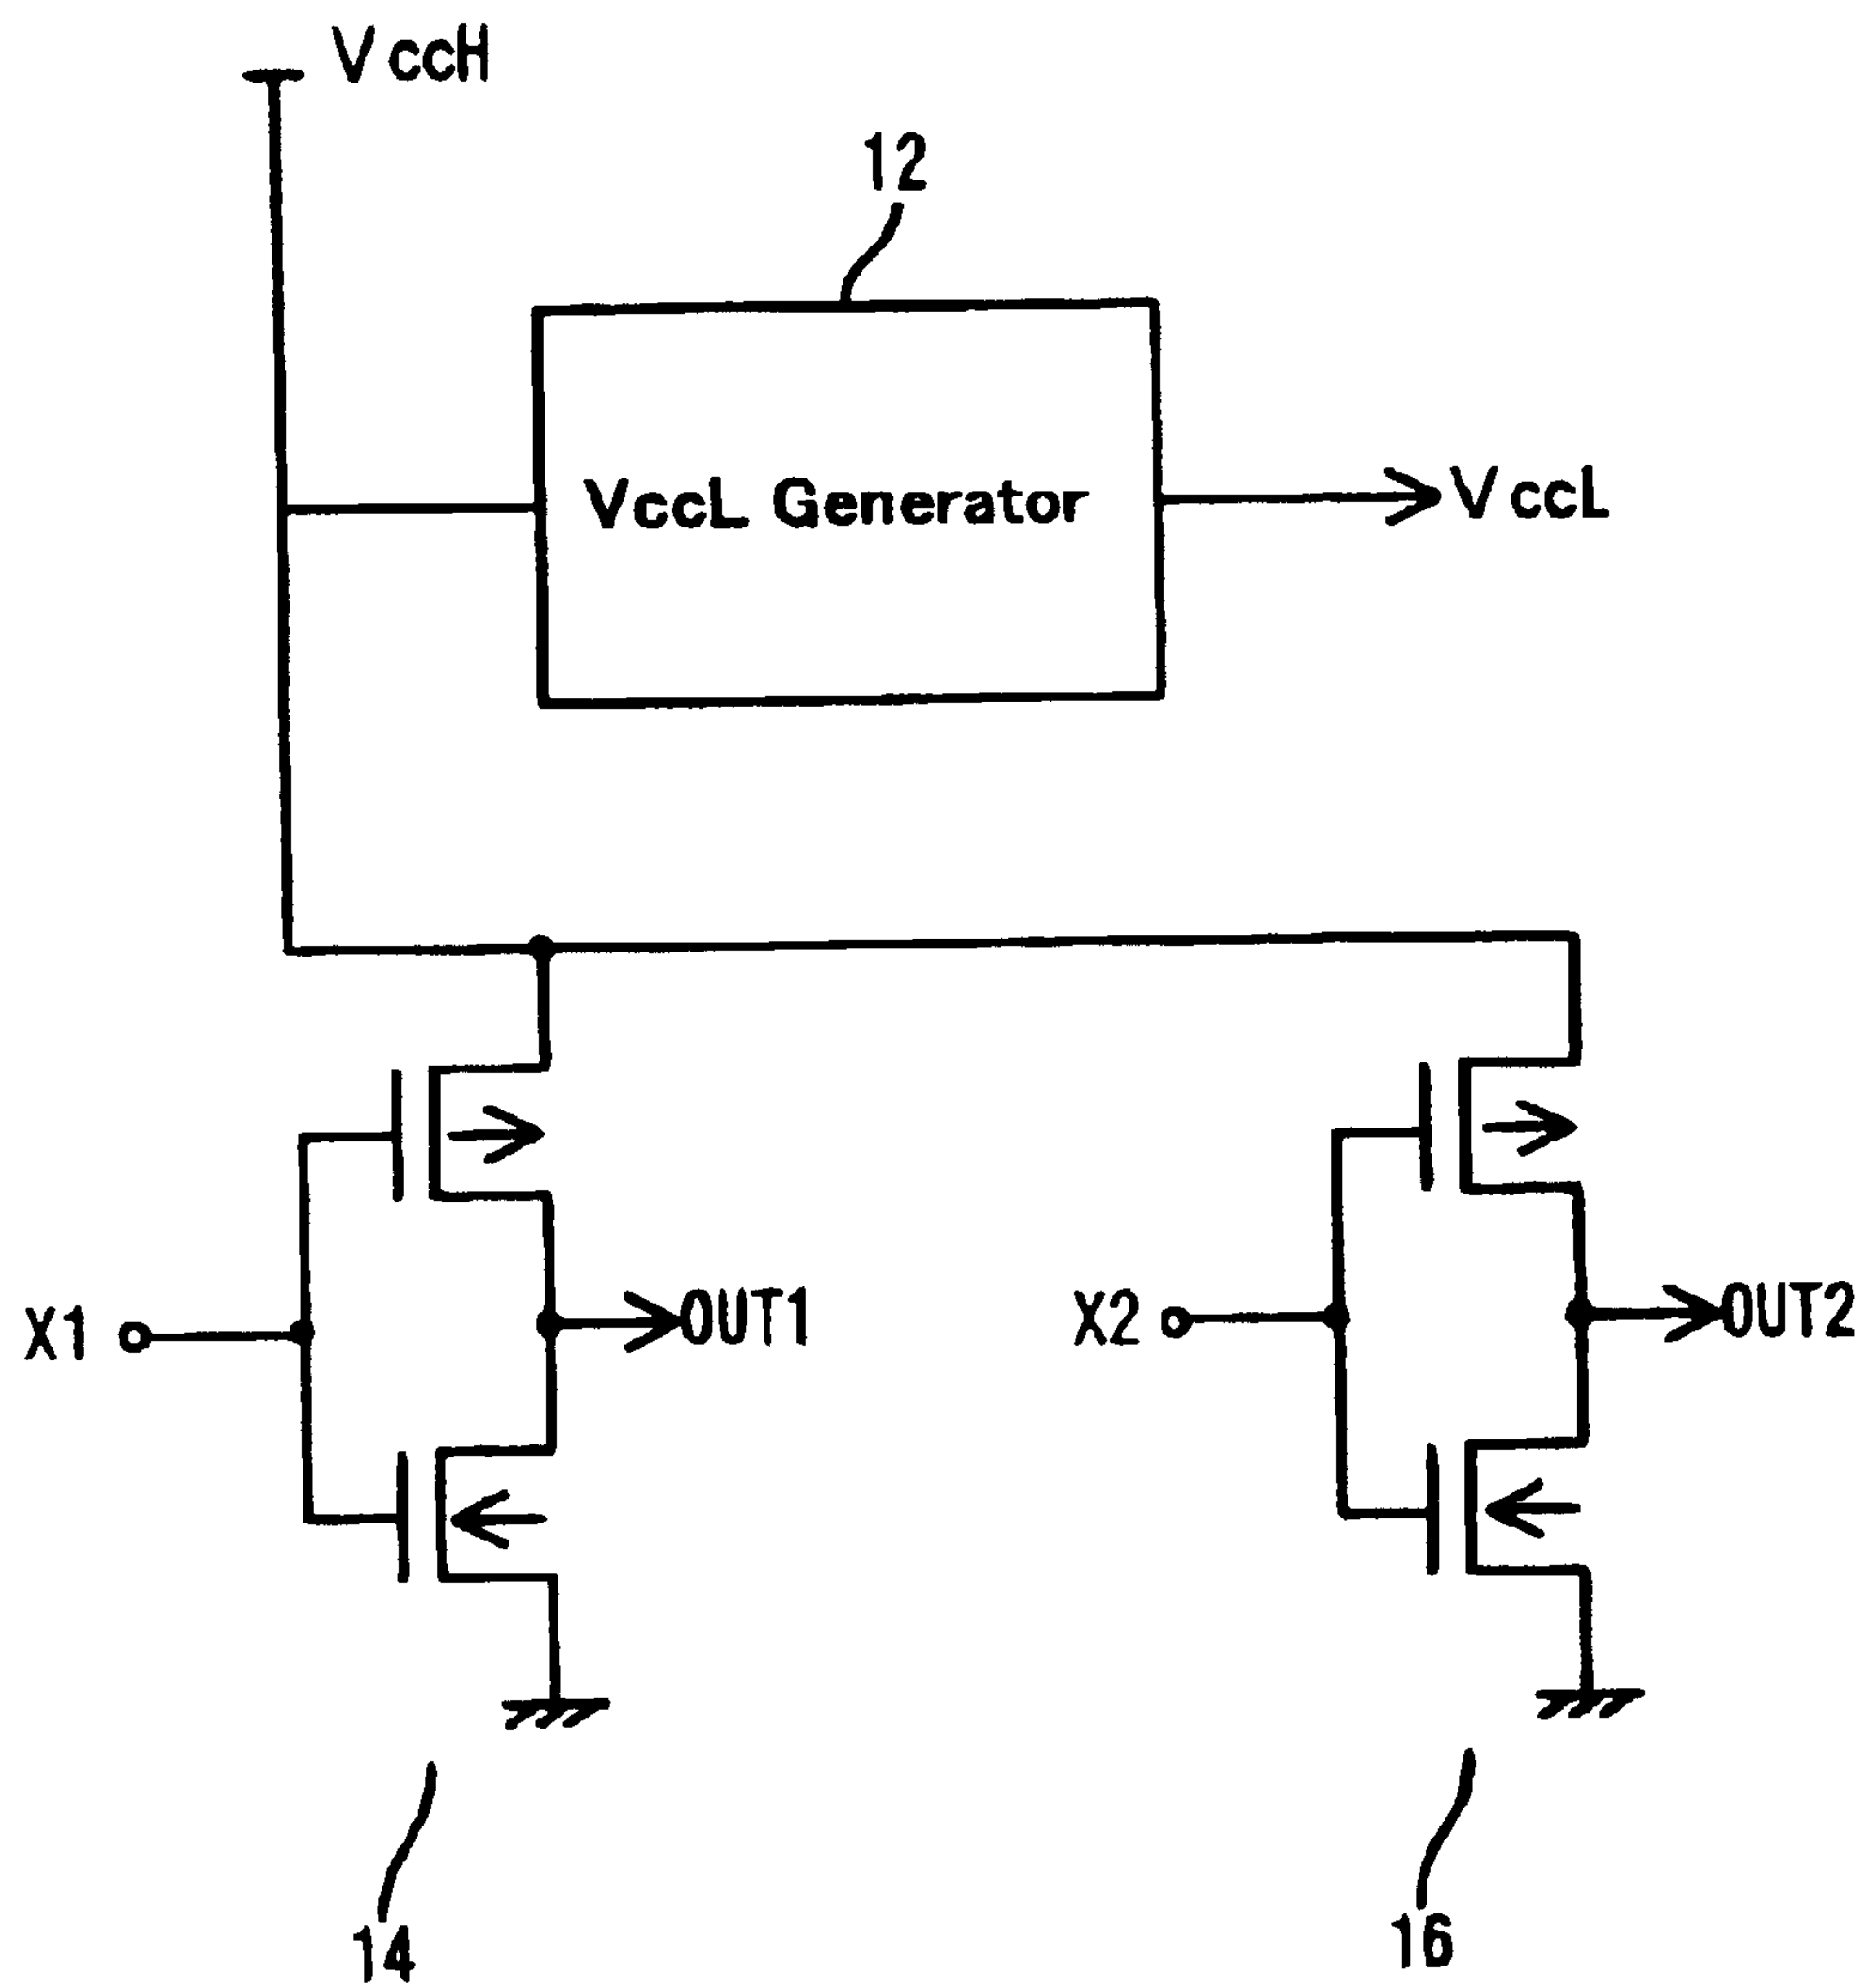 VccH
12
VccL Generator
VccL
X1
OUT1
X2
OUT2
14
16